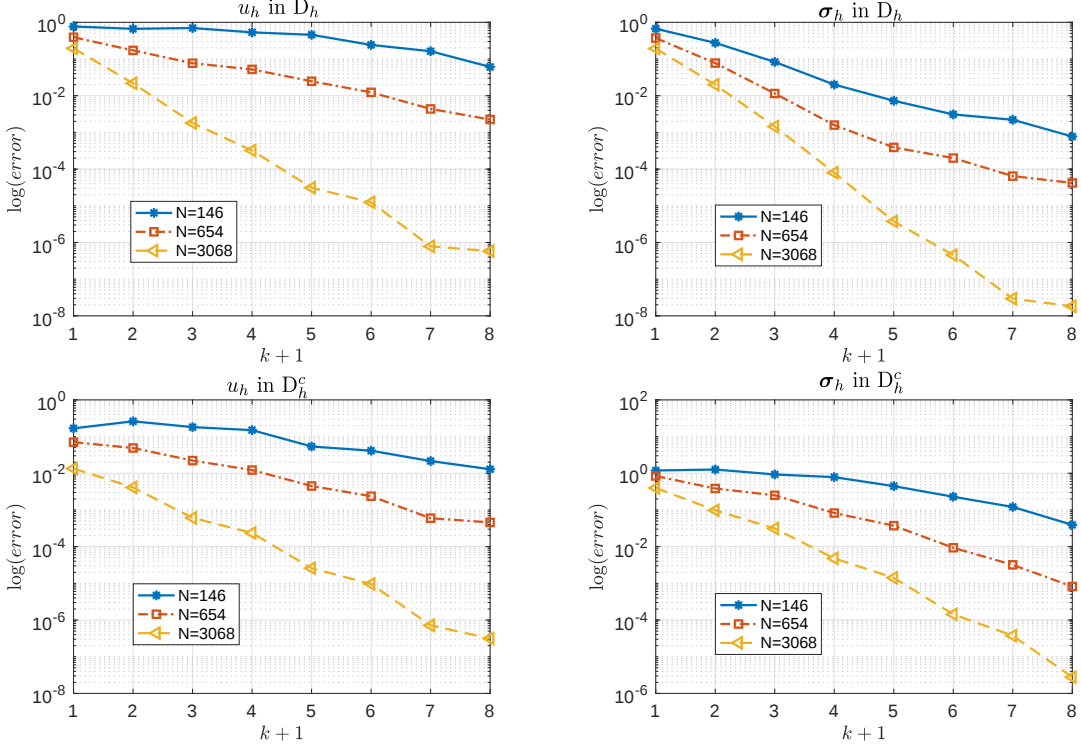 u_h in D_h
10^0
10^-2
10^-4
10^-6
10^-8
log(error)
N=146
N=654
N=3068
1 2 3 4 5 6 7 8
k + 1
σ_h in D_h
10^0
10^-2
10^-4
10^-6
10^-8
log(error)
N=146
N=654
N=3068
1 2 3 4 5 6 7 8
k + 1
u_h in D_h^c
10^0
10^-2
10^-4
10^-6
10^-8
log(error)
N=146
N=654
N=3068
1 2 3 4 5 6 7 8
k + 1
σ_h in D_h^c
10^2
10^0
10^-2
10^-4
10^-6
log(error)
N=146
N=654
N=3068
1 2 3 4 5 6 7 8
k + 1